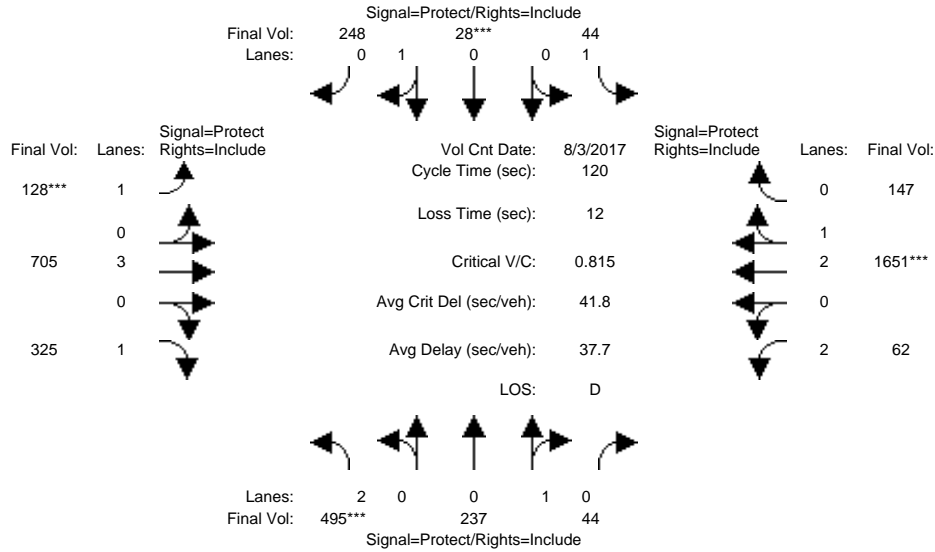 Signal=Protect/Rights=Include
Final Vol: 248 28*** 44
Lanes: 0 1 0 0 1
Signal=Protect
Final Vol: Lanes: Rights=Include
Vol Cnt Date: 8/3/2017
Signal=Protect
Rights=Include Lanes: Final Vol:
Cycle Time (sec): 120
128*** 1
0 147
Loss Time (sec): 12
0
1
705 3
Critical V/C: 0.815
2 1651***
0
Avg Crit Del (sec/veh): 41.8
0
325 1
Avg Delay (sec/veh): 37.7
2 62
LOS: D
Lanes: 2 0 0 1 0
Final Vol: 495*** 237 44
Signal=Protect/Rights=Include